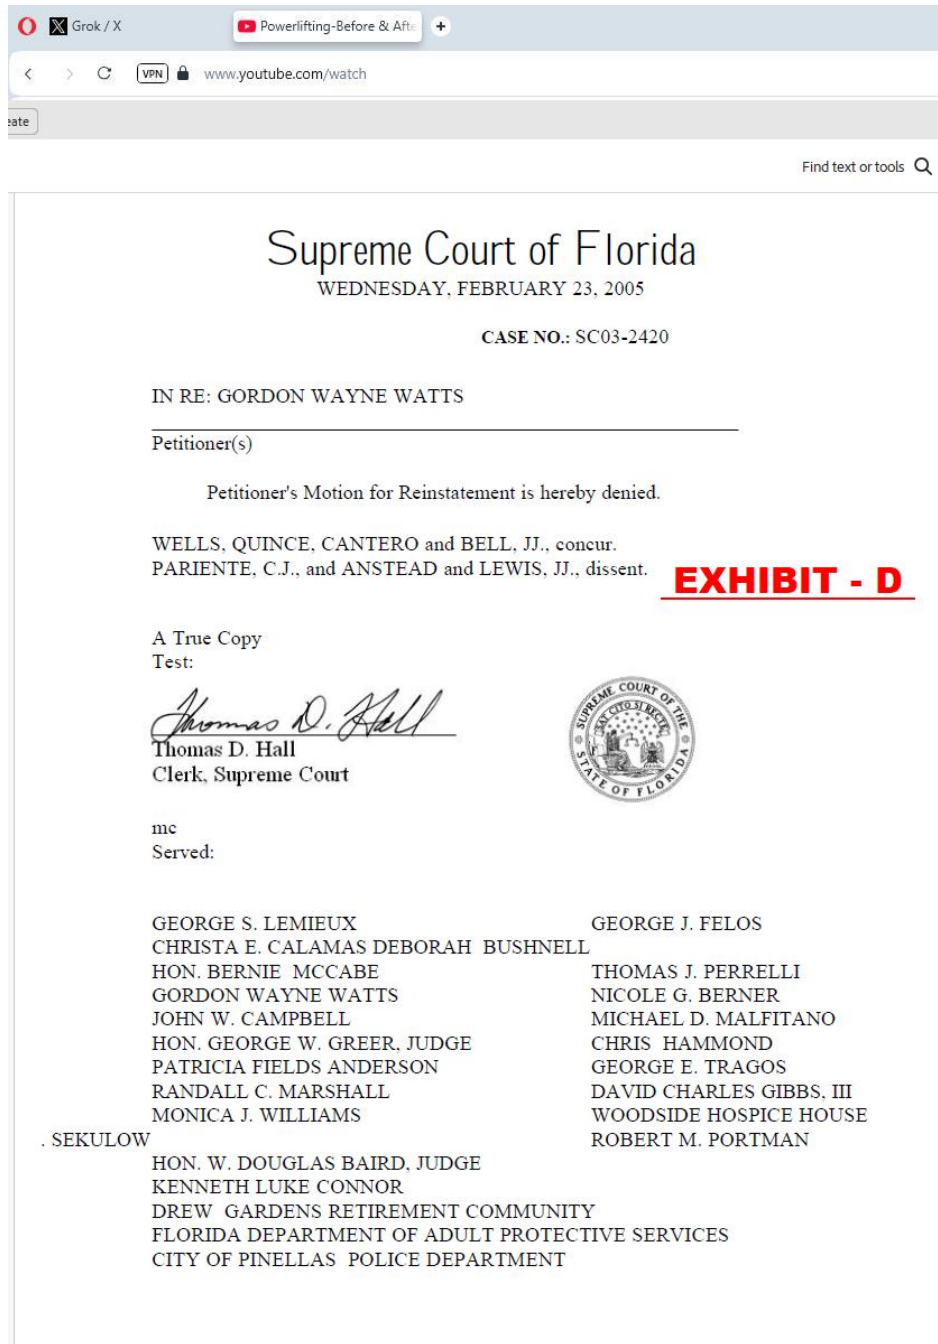 Grok / X
Powerlifting-Before & Afte
VPN
www.youtube.com/watch
eate
Find text or tools
Supreme Court of Florida
WEDNESDAY, FEBRUARY 23, 2005
CASE NO.: SC03-2420
IN RE: GORDON WAYNE WATTS
Petitioner(s)
Petitioner's Motion for Reinstatement is hereby denied.
WELLS, QUINCE, CANTERO and BELL, JJ., concur.
PARIENTE, C.J., and ANSTEAD and LEWIS, JJ., dissent.
EXHIBIT - D
A True Copy
Test:
Thomas D. Hall
Thomas D. Hall
Clerk, Supreme Court
SUPREME COURT OF THE
STATE OF FLORIDA
SAT CITO SI RECTE
mc
Served:
GEORGE S. LEMIEUX GEORGE J. FELOS
CHRISTA E. CALAMAS DEBORAH BUSHNELL
HON. BERNIE MCCABE THOMAS J. PERRELLI
GORDON WAYNE WATTS NICOLE G. BERNER
JOHN W. CAMPBELL MICHAEL D. MALFITANO
HON. GEORGE W. GREER, JUDGE CHRIS HAMMOND
PATRICIA FIELDS ANDERSON GEORGE E. TRAGOS
RANDALL C. MARSHALL DAVID CHARLES GIBBS, III
MONICA J. WILLIAMS WOODSIDE HOSPICE HOUSE
. SEKULOW ROBERT M. PORTMAN
HON. W. DOUGLAS BAIRD, JUDGE
KENNETH LUKE CONNOR
DREW GARDENS RETIREMENT COMMUNITY
FLORIDA DEPARTMENT OF ADULT PROTECTIVE SERVICES
CITY OF PINELLAS POLICE DEPARTMENT